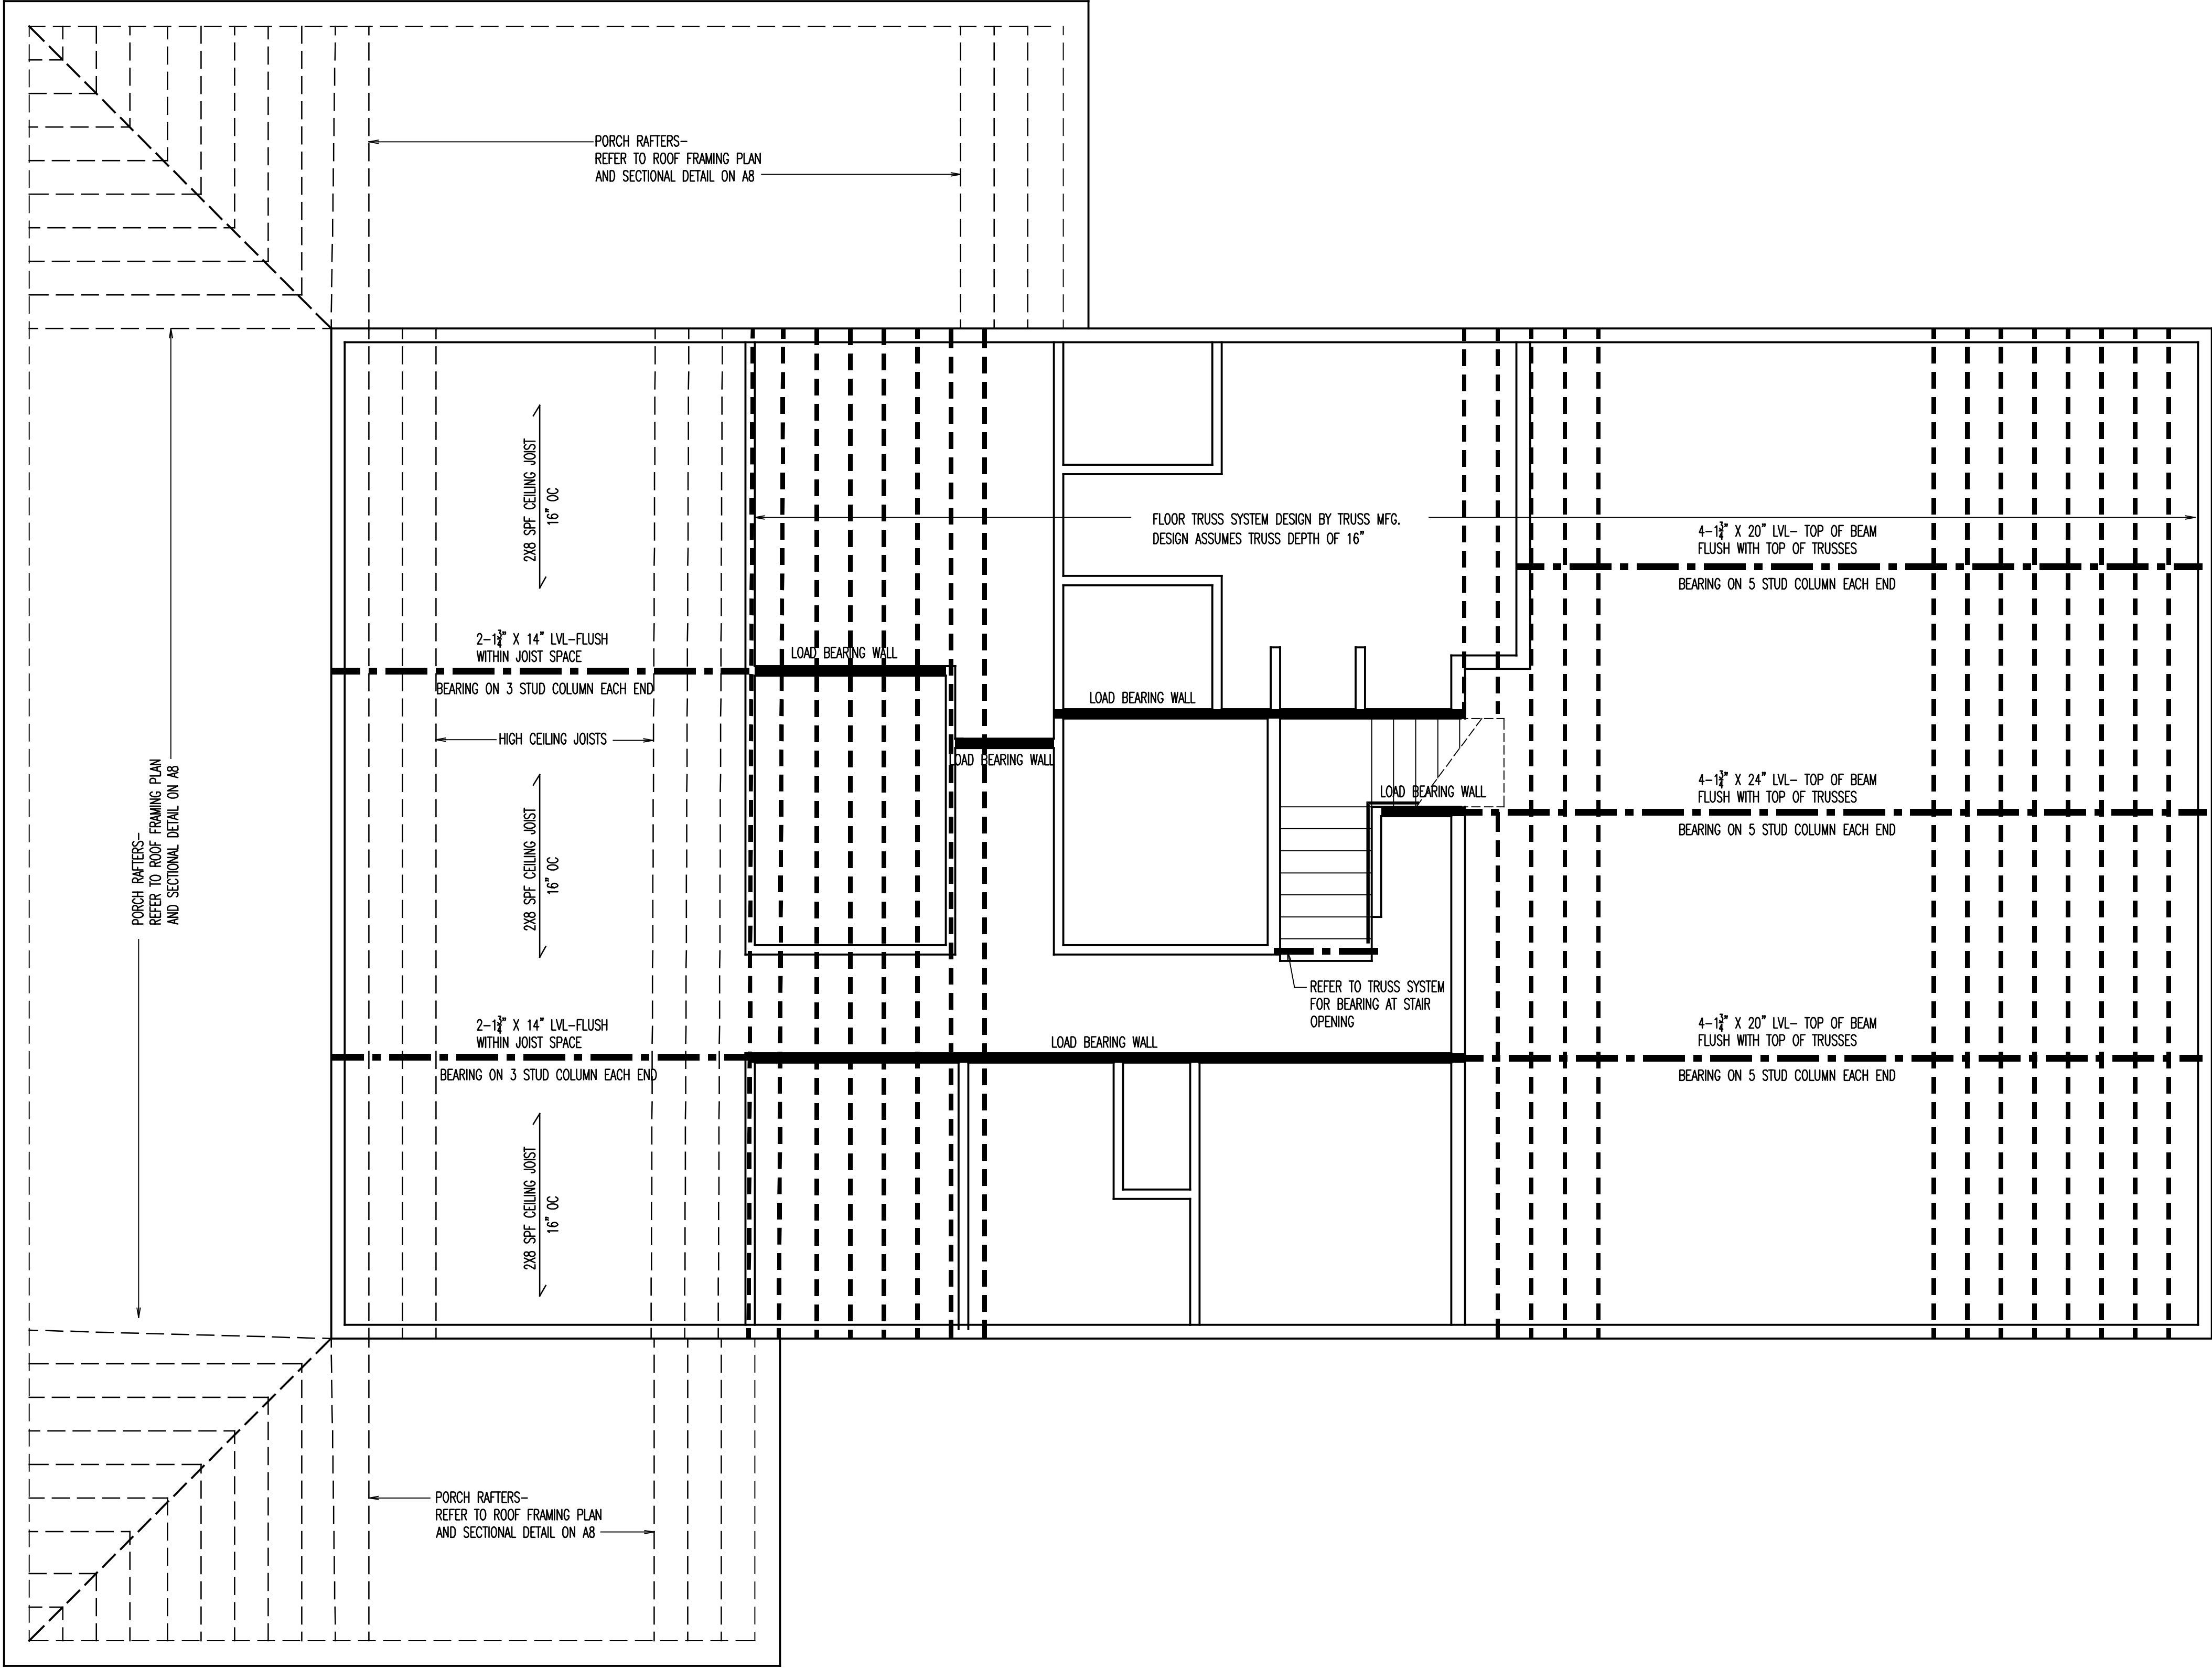 PORCH RAFTERS-
REFER TO ROOF FRAMING PLAN
AND SECTIONAL DETAIL ON A8
2X8 SPF CEILING JOIST
16" OC
FLOOR TRUSS SYSTEM DESIGN BY TRUSS MFG.
DESIGN ASSUMES TRUSS DEPTH OF 16"
4-1¾" X 20" LVL- TOP OF BEAM
FLUSH WITH TOP OF TRUSSES
BEARING ON 5 STUD COLUMN EACH END
2-1¾" X 14" LVL-FLUSH
WITHIN JOIST SPACE
BEARING ON 3 STUD COLUMN EACH END
LOAD BEARING WALL
LOAD BEARING WALL
HIGH CEILING JOISTS
LOAD BEARING WALL
PORCH RAFTERS-
REFER TO ROOF FRAMING PLAN
AND SECTIONAL DETAIL ON A8
2X8 SPF CEILING JOIST
16" OC
LOAD BEARING WALL
4-1¾" X 24" LVL- TOP OF BEAM
FLUSH WITH TOP OF TRUSSES
BEARING ON 5 STUD COLUMN EACH END
REFER TO TRUSS SYSTEM
FOR BEARING AT STAIR
OPENING
2-1¾" X 14" LVL-FLUSH
WITHIN JOIST SPACE
BEARING ON 3 STUD COLUMN EACH END
LOAD BEARING WALL
4-1¾" X 20" LVL- TOP OF BEAM
FLUSH WITH TOP OF TRUSSES
BEARING ON 5 STUD COLUMN EACH END
2X8 SPF CEILING JOIST
16" OC
PORCH RAFTERS-
REFER TO ROOF FRAMING PLAN
AND SECTIONAL DETAIL ON A8